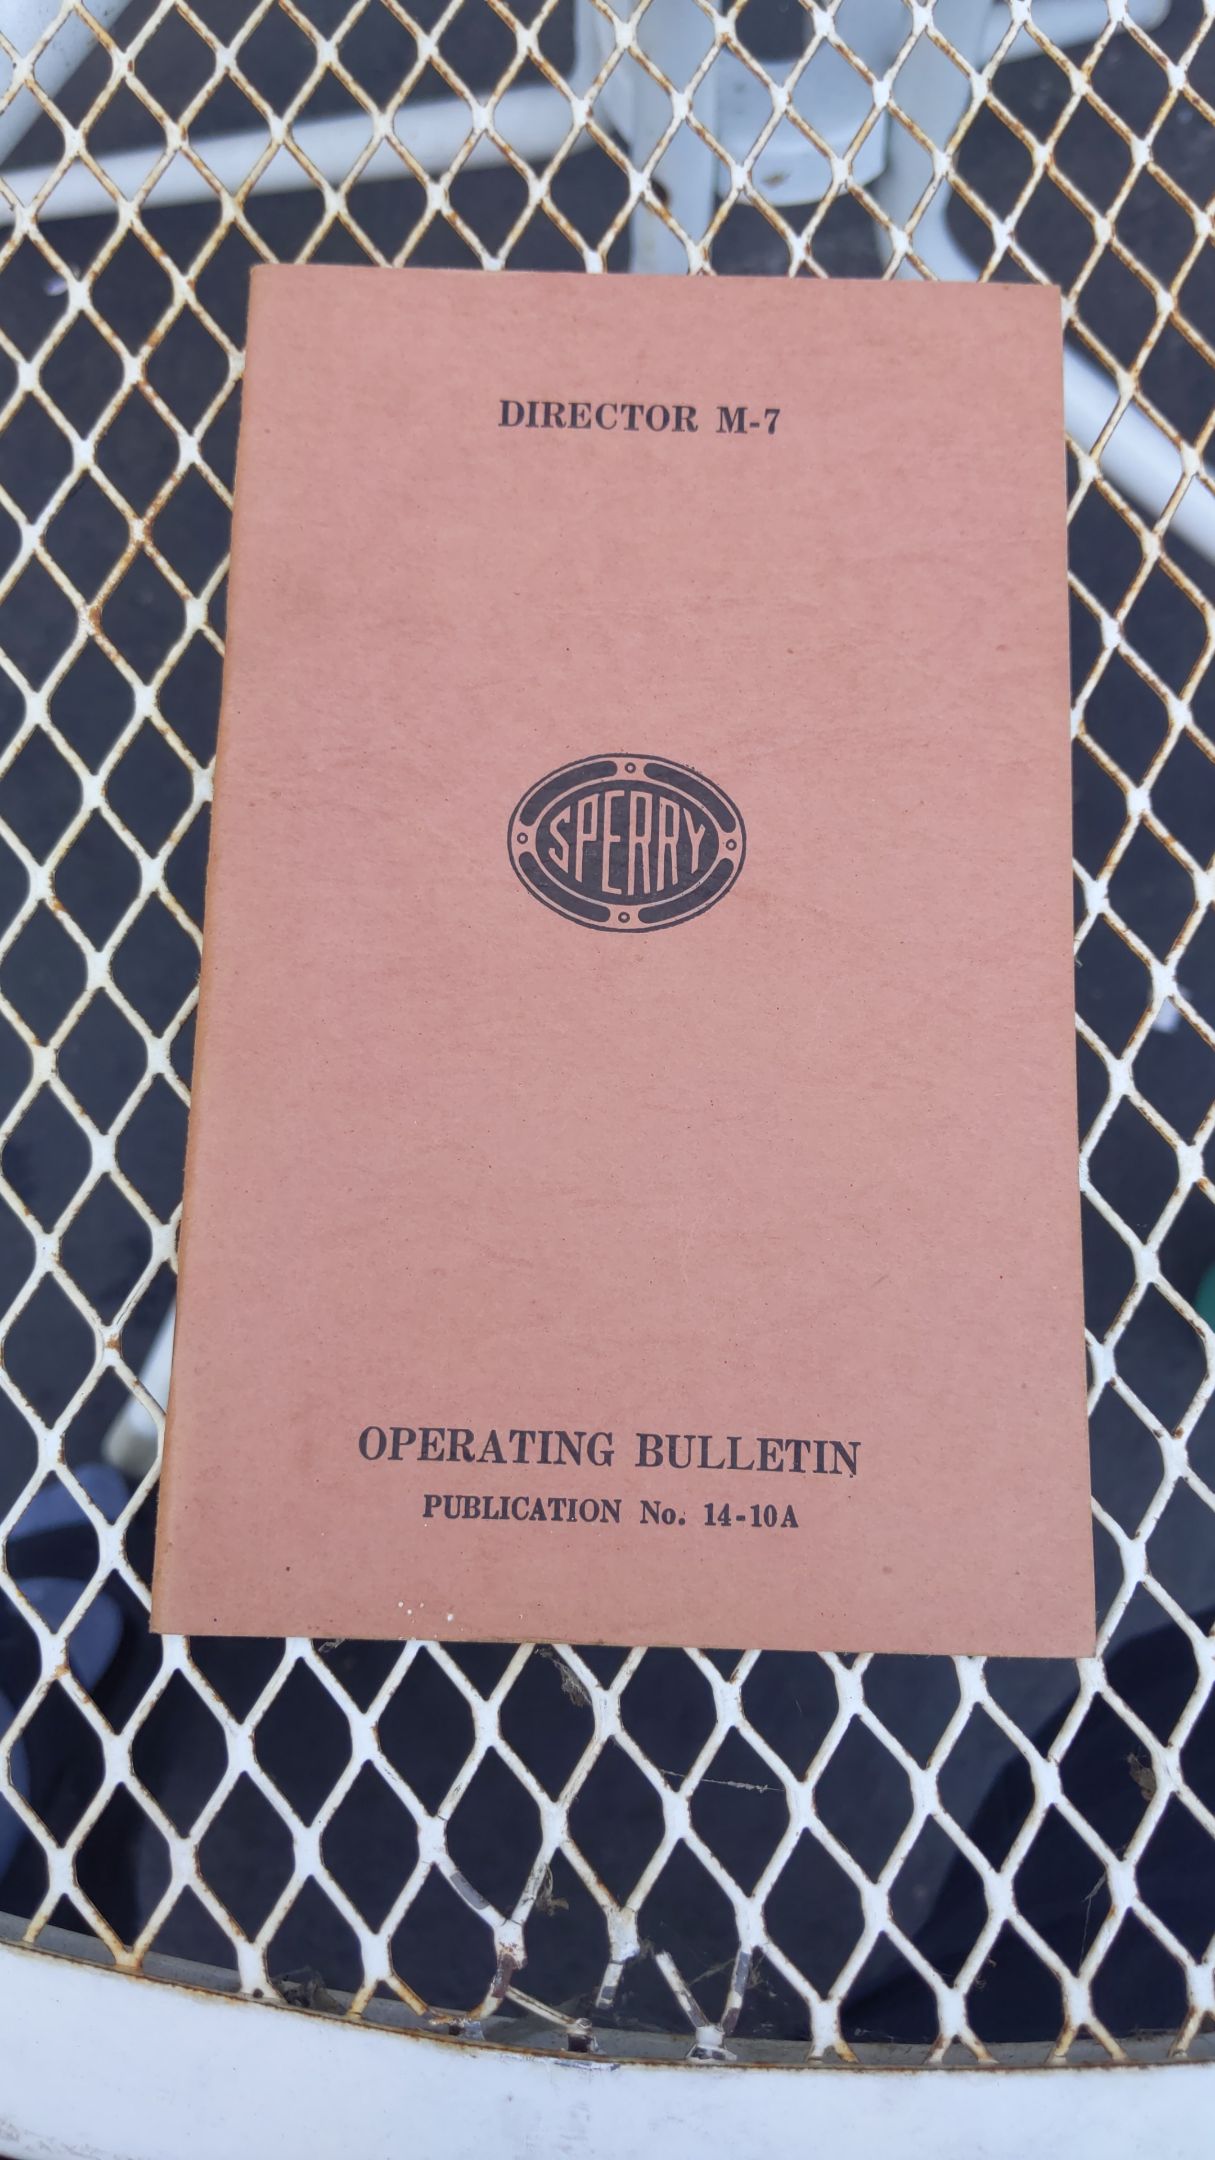 DIRECTOR M-7
SPERRY
OPERATING BULLETIN
PUBLICATION No. 14-10A